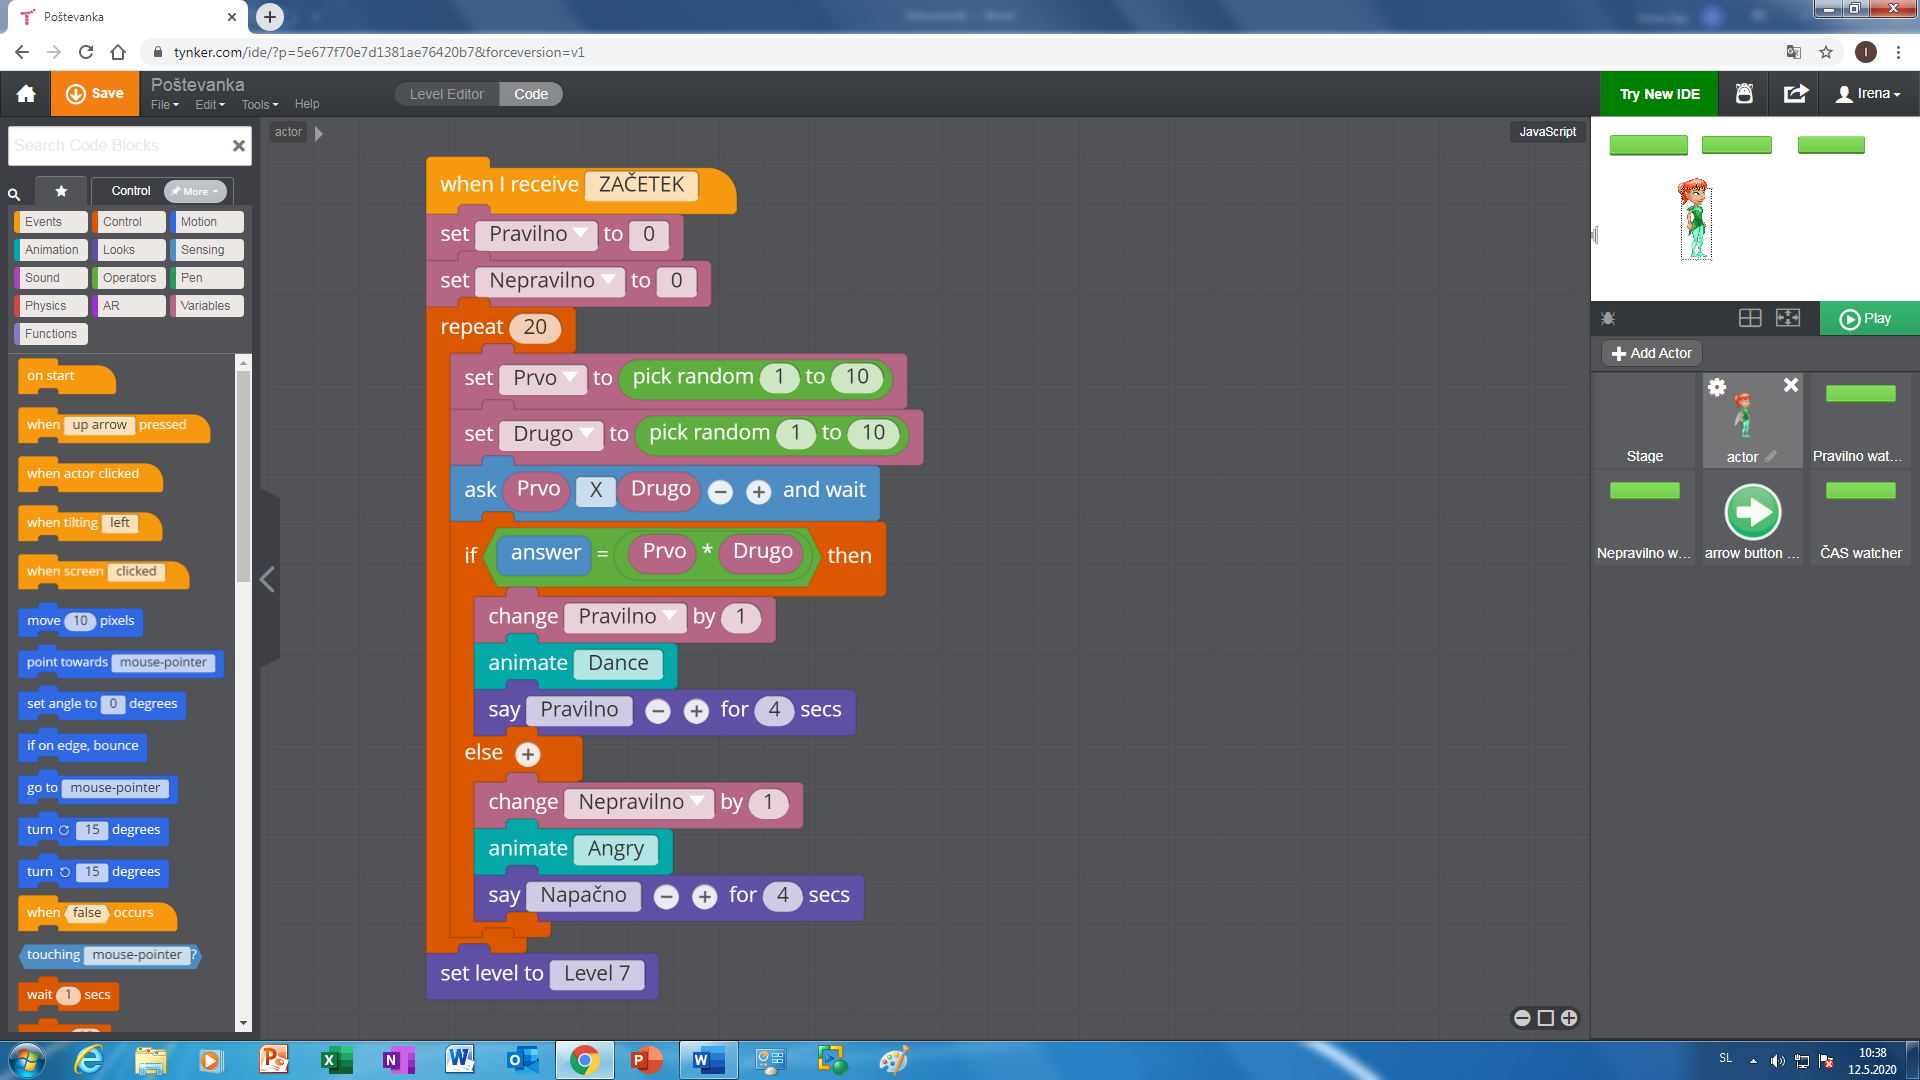 Poštevanka
tynker.com/ide/?p=5e677f70e7d1381ae76420b7&forceversion=v1
I
Save
Poštevanka
File Edit Tools Help
Level Editor Code
Try New IDE
Irena
Search Code Blocks
Control More
Events Control Motion
Animation Looks Sensing
Sound Operators Pen
Physics AR Variables
Functions
on start
when up arrow pressed
when actor clicked
when tilting left
when screen clicked
move 10 pixels
point towards mouse-pointer
set angle to 0 degrees
if on edge, bounce
go to mouse-pointer
turn 15 degrees
turn 15 degrees
when false occurs
touching mouse-pointer ?
wait 1 secs
actor
JavaScript
when I receive ZAČETEK
set Pravilno to 0
set Nepravilno to 0
repeat 20
set Prvo to pick random 1 to 10
set Drugo to pick random 1 to 10
ask Prvo X Drugo and wait
if answer = Prvo * Drugo then
change Pravilno by 1
animate Dance
say Pravilno for 4 secs
else
change Nepravilno by 1
animate Angry
say Napačno for 4 secs
set level to Level 7
Play
Add Actor
Stage
actor
Pravilno wat...
Nepravilno w...
arrow button ...
ČAS watcher
SL
10:38
12.5.2020